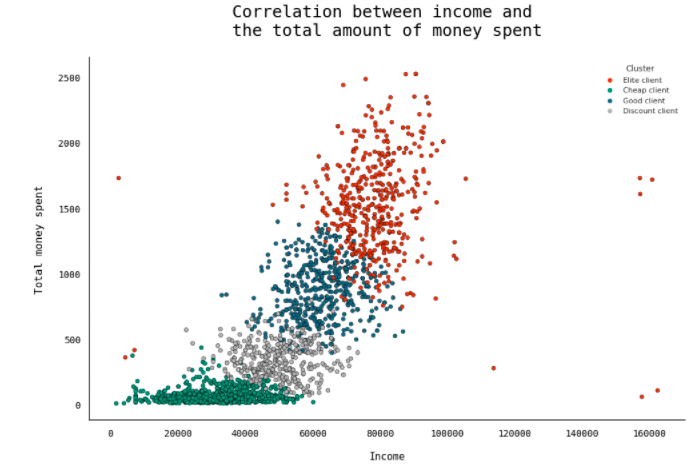 Correlation between income and
the total amount of money spent
Cluster
Elite client
Cheap client
Good client
Discount client
Total money spent
2500
2000
1500
1000
500
0
0 20000 40000 60000 80000 100000 120000 140000 160000
Income